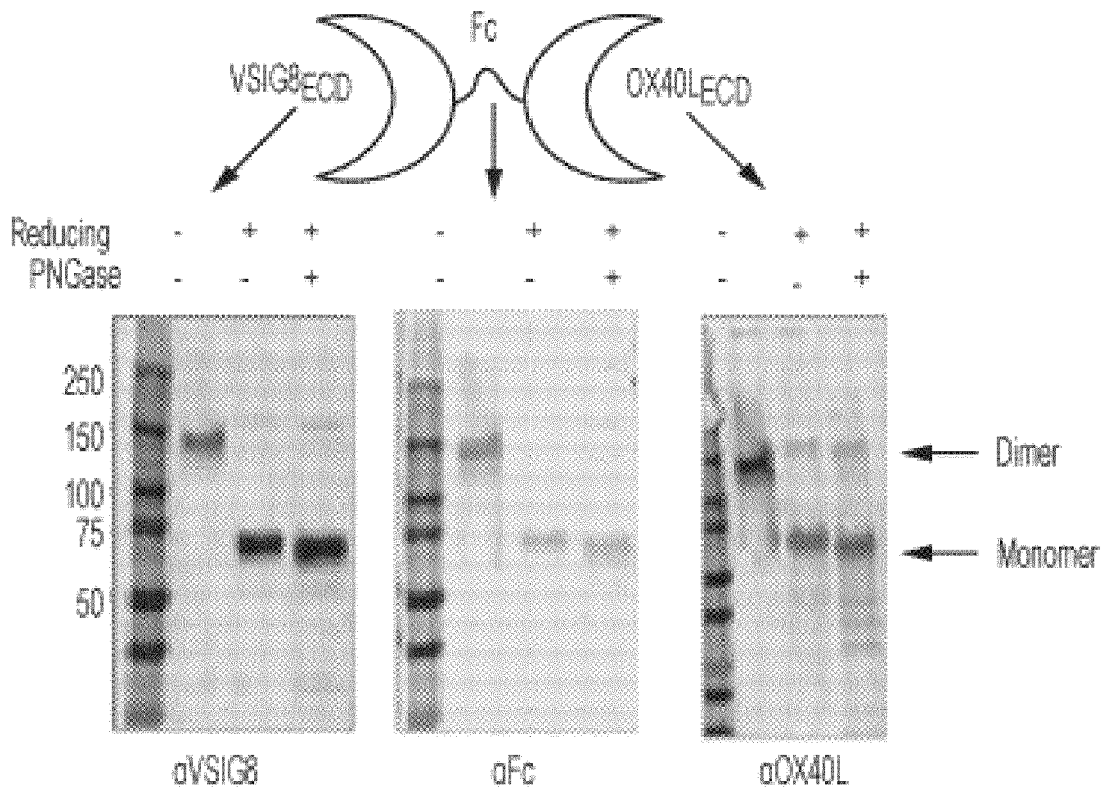 Fc
VSIG8ECD
OX40LECD
Reducing - + + - + + - + +
PNGase - - + - - + - - +
250
150
100
75
50
Dimer
Monomer
αVSIG8 αFc αOX40L